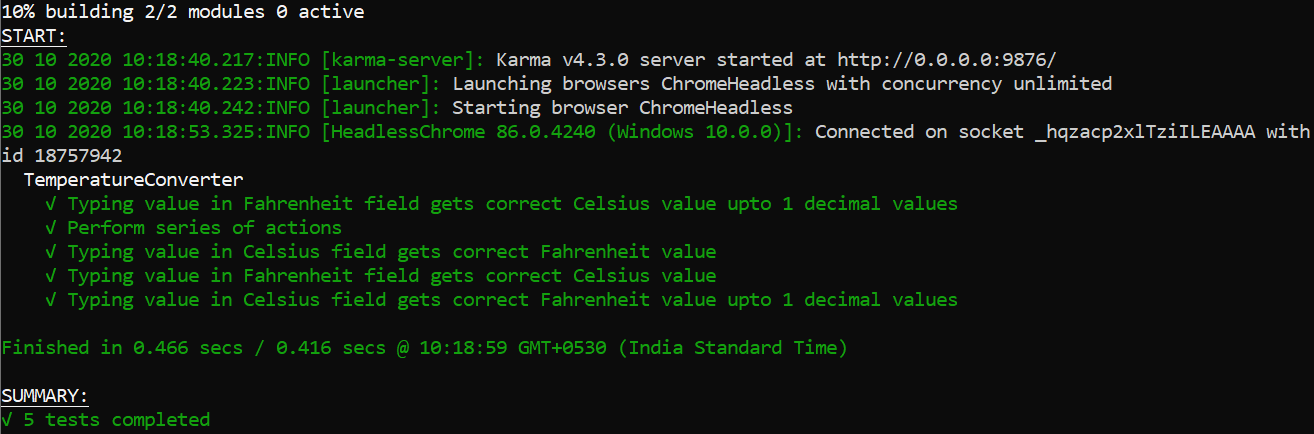 10% building 2/2 modules 0 active
START:
30 10 2020 10:18:40.217:INFO [karma-server]: Karma v4.3.0 server started at http://0.0.0.0:9876/
30 10 2020 10:18:40.223:INFO [launcher]: Launching browsers ChromeHeadless with concurrency unlimited
30 10 2020 10:18:40.242:INFO [launcher]: Starting browser ChromeHeadless
30 10 2020 10:18:53.325:INFO [HeadlessChrome 86.0.4240 (Windows 10.0.0)]: Connected on socket _hqzacp2xlTziILEAAAA with
id 18757942
TemperatureConverter
√ Typing value in Fahrenheit field gets correct Celsius value upto 1 decimal values
√ Perform series of actions
√ Typing value in Celsius field gets correct Fahrenheit value
√ Typing value in Fahrenheit field gets correct Celsius value
√ Typing value in Celsius field gets correct Fahrenheit value upto 1 decimal values
Finished in 0.466 secs / 0.416 secs @ 10:18:59 GMT+0530 (India Standard Time)
SUMMARY:
√ 5 tests completed